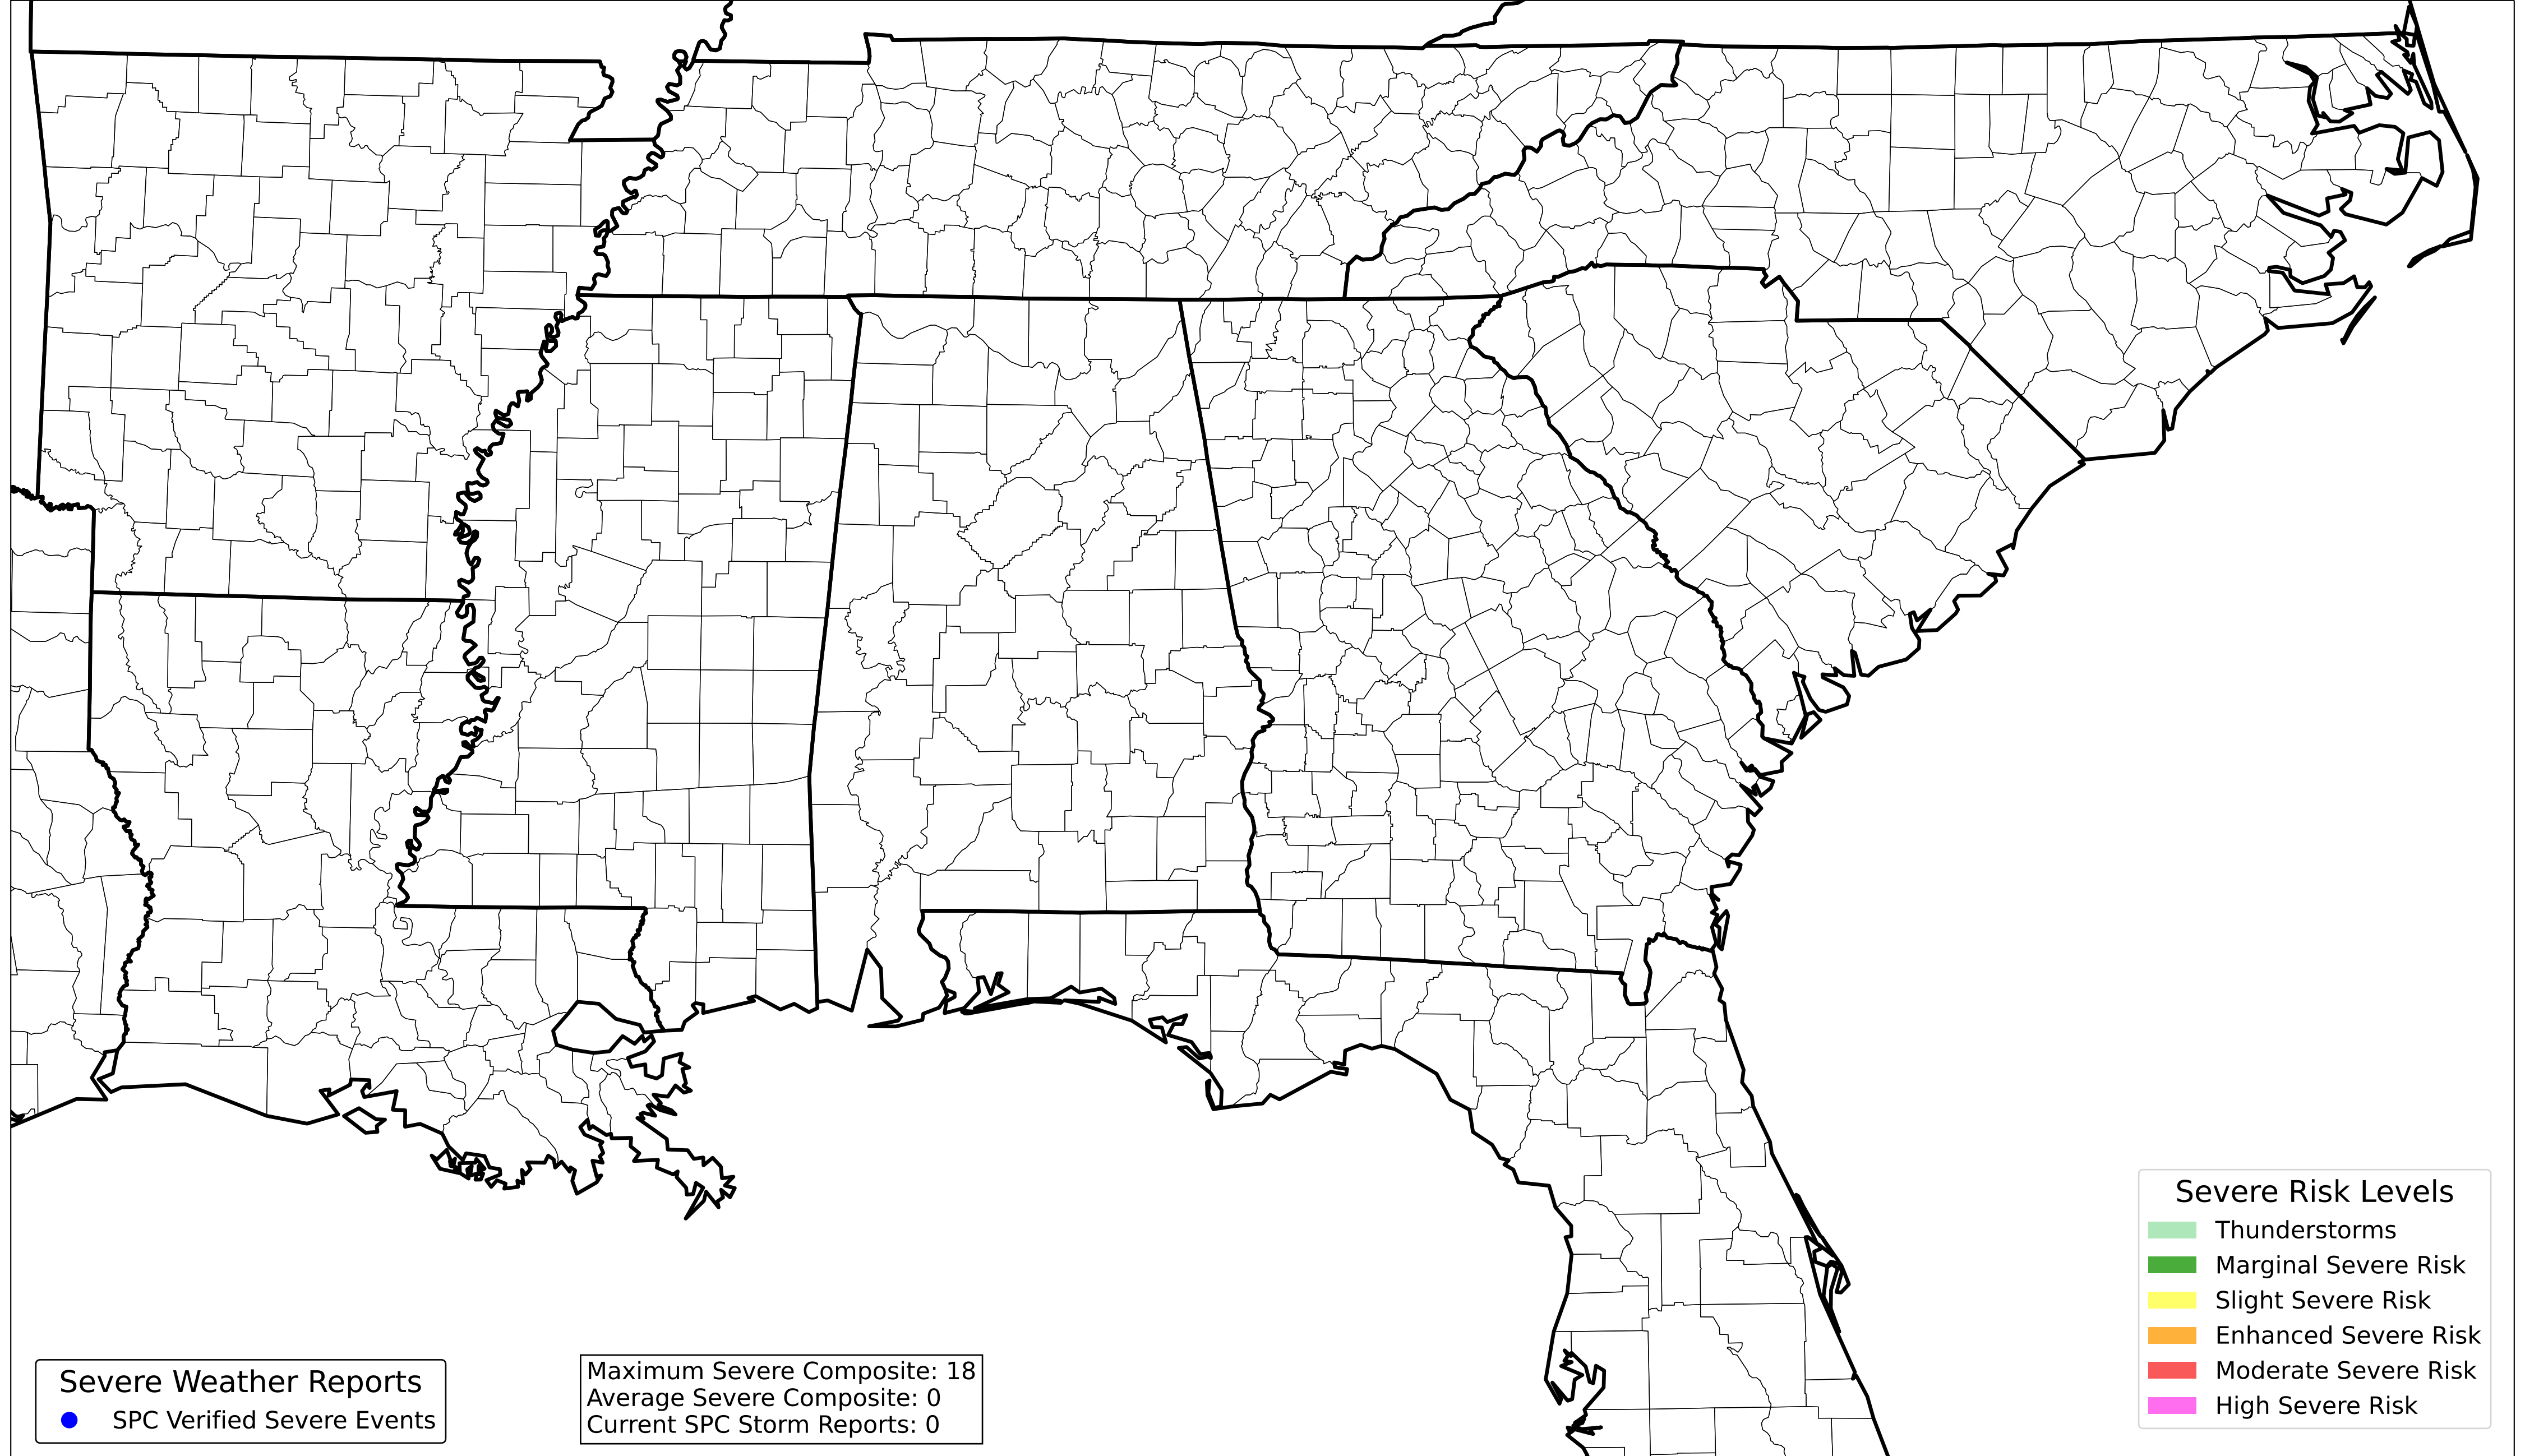 Severe Risk Levels
Thunderstorms
Marginal Severe Risk
Slight Severe Risk
Enhanced Severe Risk
Moderate Severe Risk
High Severe Risk
Severe Weather Reports
SPC Verified Severe Events
Maximum Severe Composite: 18
Average Severe Composite: 0
Current SPC Storm Reports: 0